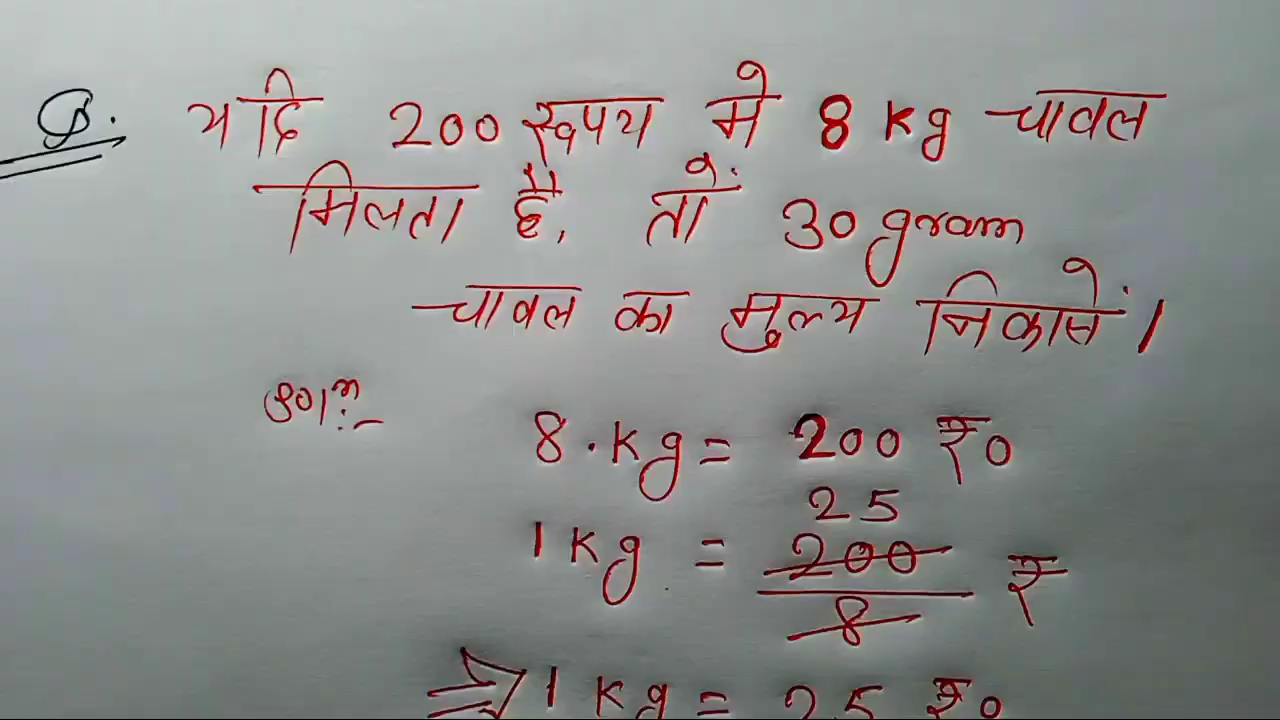 Q. यदि 200 रूपय मे 8 kg चावल
मिलता है, तों 30 gram
चावल का मुल्य निकालें।
8 kg = 200 रु०
25
1 kg = 200/8 रु
⇒ 1 kg = 25 रु०